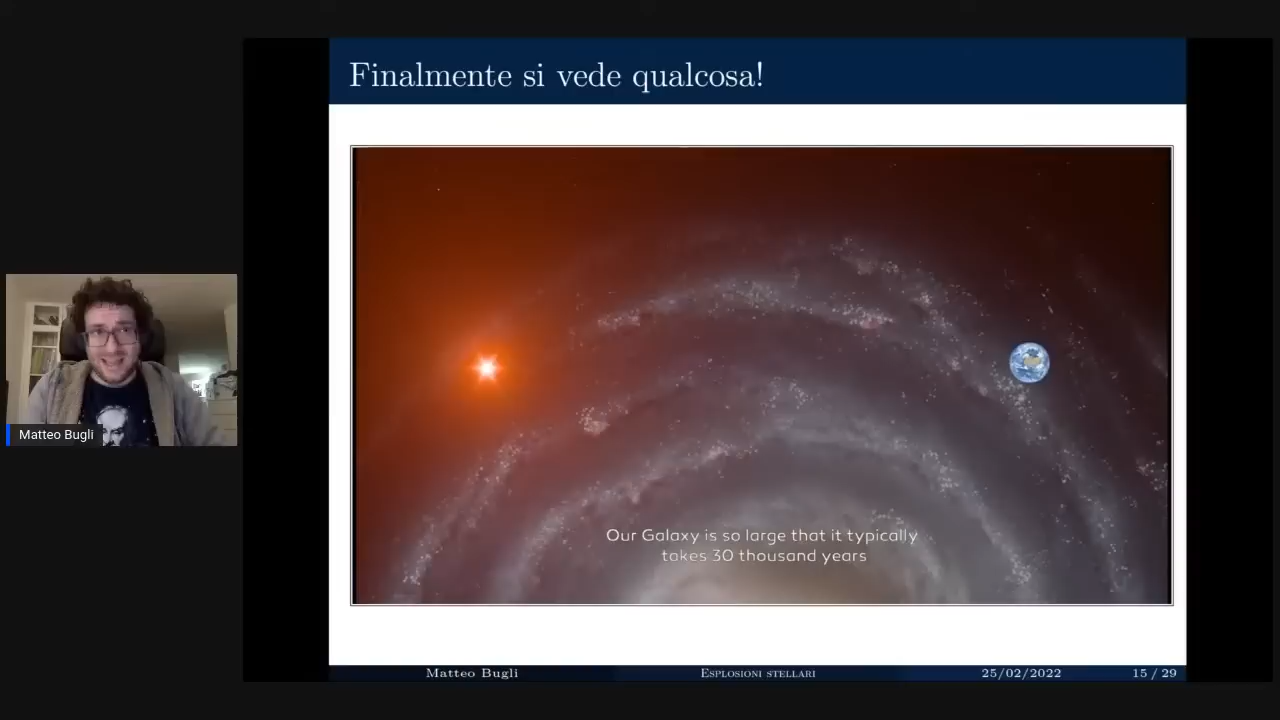 Finalmente si vede qualcosa!
Our Galaxy is so large that it typically
takes 30 thousand years
Matteo Bugli
Matteo Bugli
Esplosioni stellari
25/02/2022
15 / 29